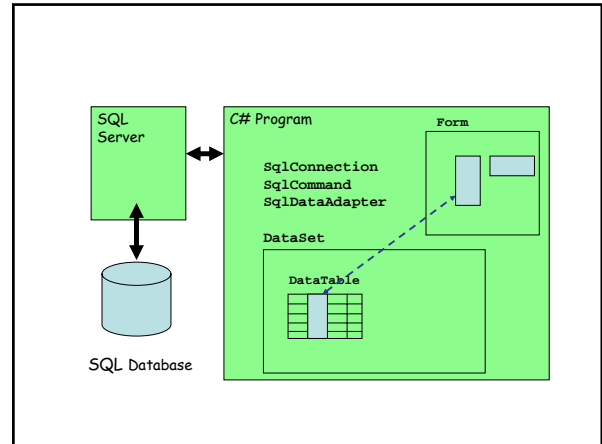 SQL
Server
C# Program
Form
SqlConnection
SqlCommand
SqlDataAdapter
DataSet
DataTable
SQL Database